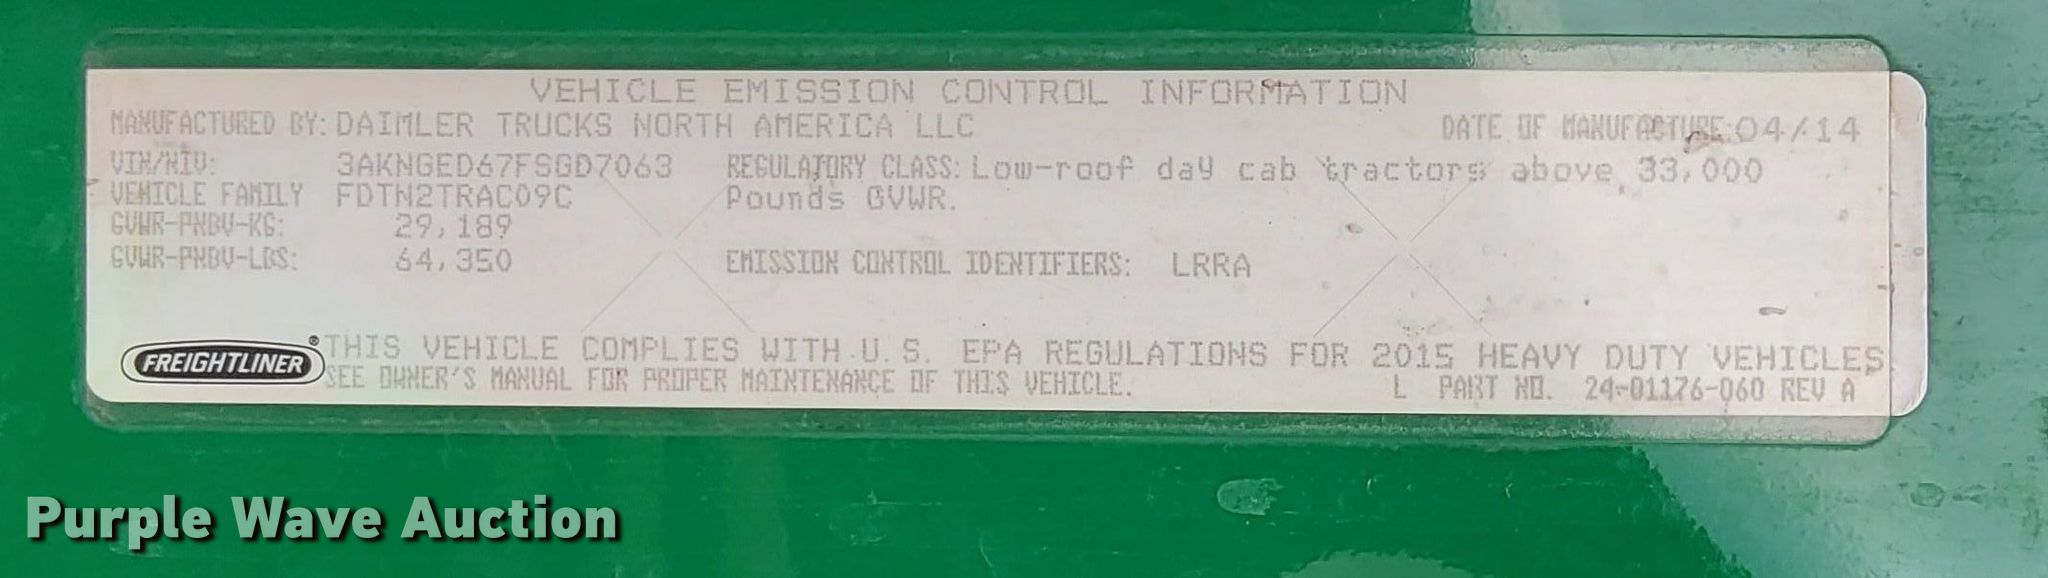 VEHICLE EMISSION CONTROL INFORMATION
MANUFACTURED BY: DAIMLER TRUCKS NORTH AMERICA LLC DATE OF MANUFACTURE: 04/14
VIN/NIV: 3AKNGED67FSGD7063 REGULATORY CLASS: Low-roof day cab tractors above 33,000
VEHICLE FAMILY FDTN2TRAC09C Pounds GVWR.
GVWR-PNBV-KG: 29,189
GVWR-PNBV-LBS: 64,350 EMISSION CONTROL IDENTIFIERS: LRRA
FREIGHTLINER® THIS VEHICLE COMPLIES WITH U.S. EPA REGULATIONS FOR 2015 HEAVY DUTY VEHICLES
SEE OWNER'S MANUAL FOR PROPER MAINTENANCE OF THIS VEHICLE. L PART NO. 24-01176-060 REV A
Purple Wave Auction